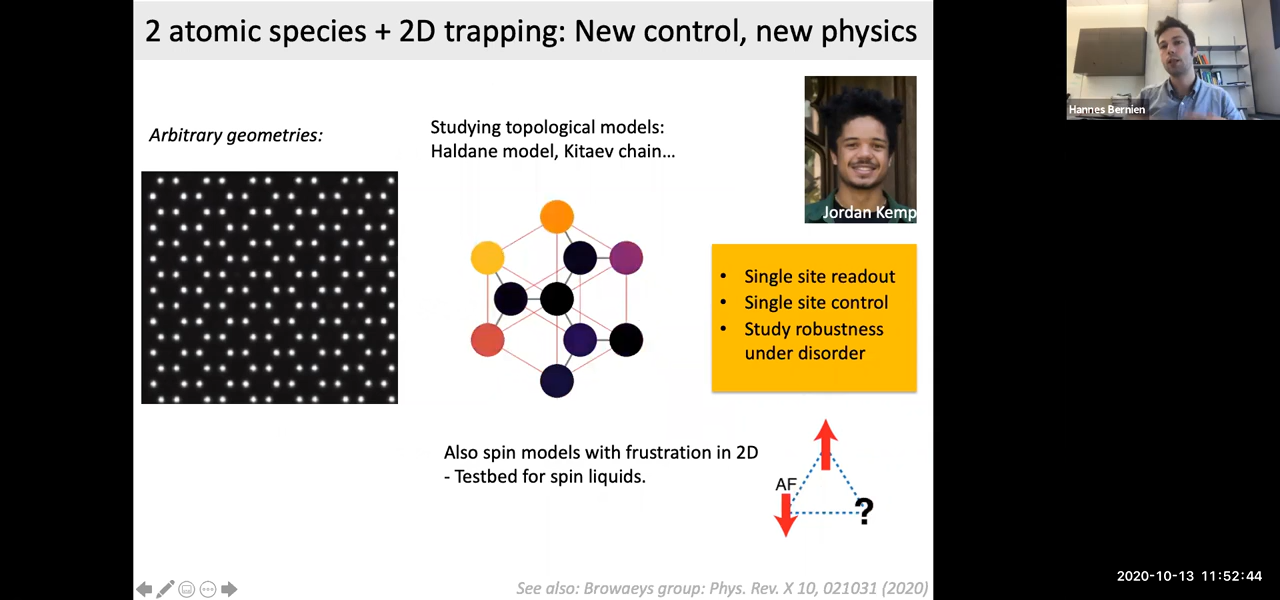 2 atomic species + 2D trapping: New control, new physics
Hannes Bernien
Arbitrary geometries:
Studying topological models:
Haldane model, Kitaev chain...
Jordan Kemp
• Single site readout
• Single site control
• Study robustness
under disorder
Also spin models with frustration in 2D
- Testbed for spin liquids.
AF
?
See also: Browaeys group: Phys. Rev. X 10, 021031 (2020)
2020-10-13 11:52:44